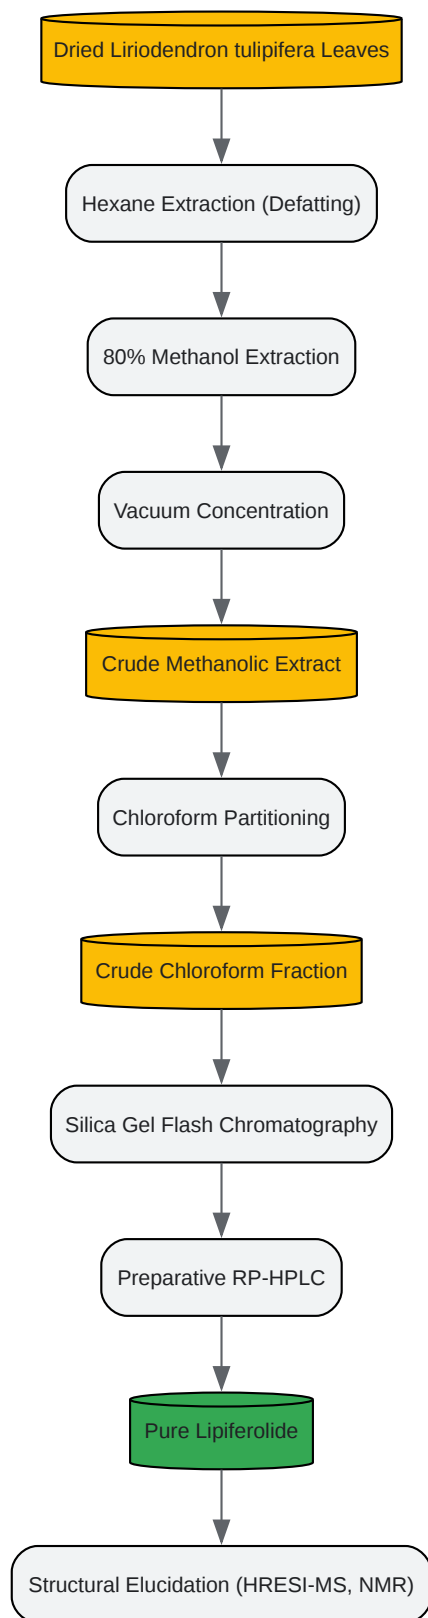 Dried Liriodendron tulipifera Leaves
Hexane Extraction (Defatting)
80% Methanol Extraction
Vacuum Concentration
Crude Methanolic Extract
Chloroform Partitioning
Crude Chloroform Fraction
Silica Gel Flash Chromatography
Preparative RP-HPLC
Pure Lipiferolide
Structural Elucidation (HRESI-MS, NMR)